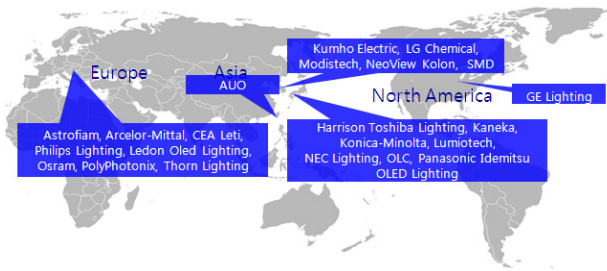 Europe
Asia
North America
Kumho Electric, LG Chemical,
Modistech, NeoView Kolon, SMD
AUO
GE Lighting
Astrofiam, Arcelor-Mittal, CEA Leti,
Philips Lighting, Ledon Oled Lighting,
Osram, PolyPhotonix, Thorn Lighting
Harrison Toshiba Lighting, Kaneka,
Konica-Minolta, Lumiotech,
NEC Lighting, OLC, Panasonic Idemitsu
OLED Lighting